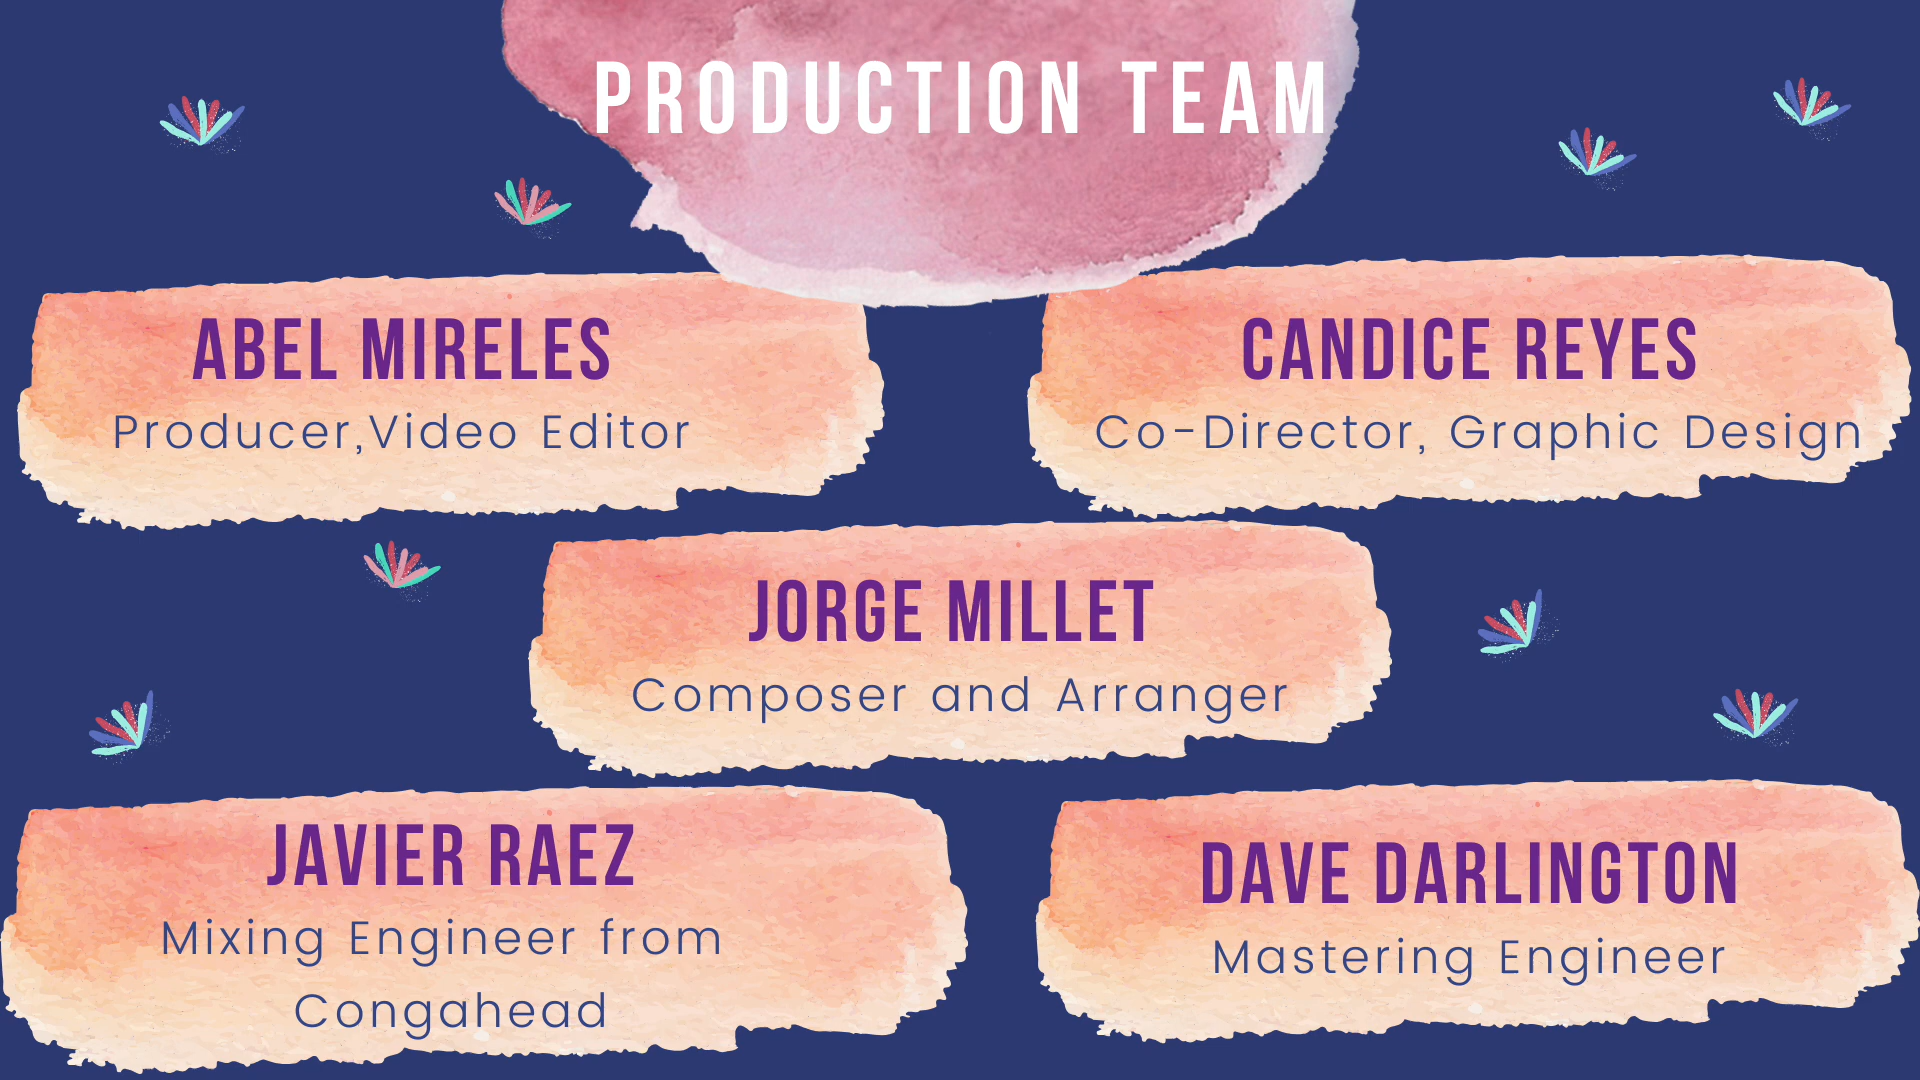 PRODUCTION TEAM
ABEL MIRELES
Producer,Video Editor
CANDICE REYES
Co-Director, Graphic Design
JORGE MILLET
Composer and Arranger
JAVIER RAEZ
Mixing Engineer from
Congahead
DAVE DARLINGTON
Mastering Engineer